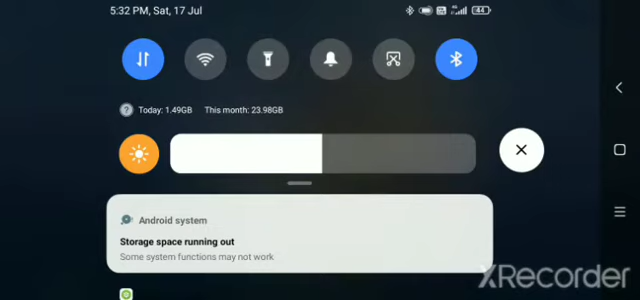 5:32 PM, Sat, 17 Jul
44
Today: 1.49GB This month: 23.98GB
Android system
Storage space running out
Some system functions may not work
XRecorder